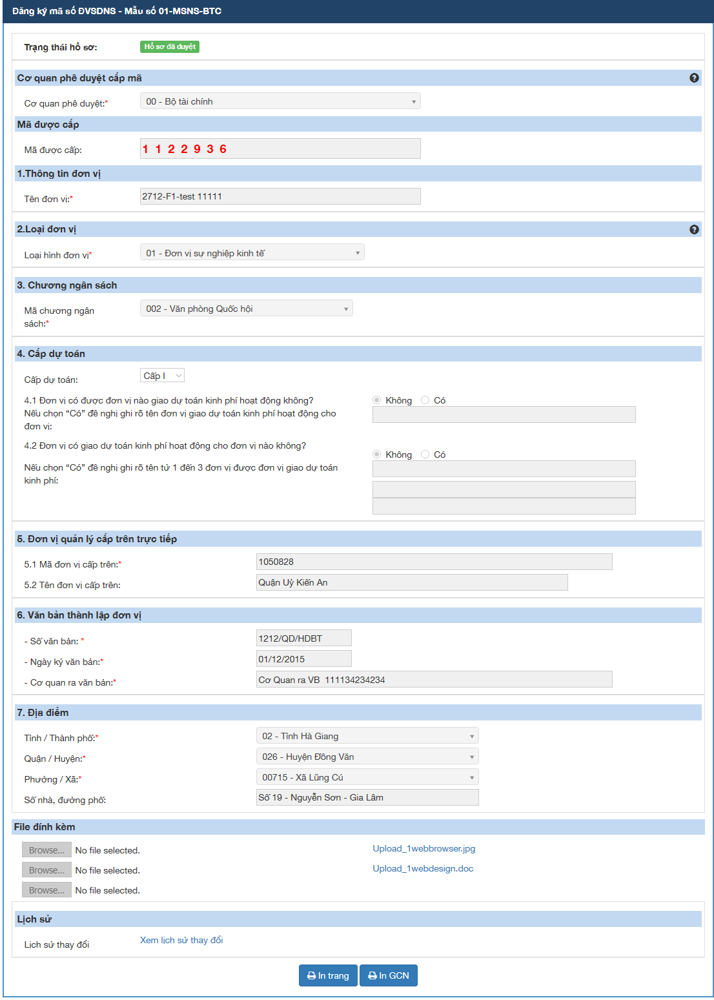 Đăng ký mã số ĐVSDNS - Mẫu số 01-MSNS-BTC
Trạng thái hồ sơ: Hồ sơ đã duyệt
Cơ quan phê duyệt cấp mã
Cơ quan phê duyệt:* 00 - Bộ tài chính
Mã được cấp
Mã được cấp: 1 1 2 2 9 3 6
1.Thông tin đơn vị
Tên đơn vị:* 2712-F1-test 11111
2.Loại đơn vị
Loại hình đơn vị* 01 - Đơn vị sự nghiệp kinh tế
3. Chương ngân sách
Mã chương ngân 002 - Văn phòng Quốc hội
sách:*
4. Cấp dự toán
Cấp dự toán: Cấp I
4.1 Đơn vị có được đơn vị nào giao dự toán kinh phí hoạt động không? Không Có
Nếu chọn “Có” đề nghị ghi rõ tên đơn vị giao dự toán kinh phí hoạt động cho
đơn vị:
4.2 Đơn vị có giao dự toán kinh phí hoạt động cho đơn vị nào không?
Không Có
Nếu chọn “Có” đề nghị ghi rõ tên từ 1 đến 3 đơn vị được đơn vị giao dự toán
kinh phí:
5. Đơn vị quản lý cấp trên trực tiếp
5.1 Mã đơn vị cấp trên:* 1050828
5.2 Tên đơn vị cấp trên: Quận Uỷ Kiến An
6. Văn bản thành lập đơn vị
- Số văn bản: * 1212/QD/HDBT
- Ngày ký văn bản:* 01/12/2015
- Cơ quan ra văn bản:* Cơ Quan ra VB 111134234234
7. Địa điểm
Tỉnh / Thành phố:* 02 - Tỉnh Hà Giang
Quận / Huyện:* 026 - Huyện Đồng Văn
Phường / Xã:* 00715 - Xã Lũng Cú
Số nhà, đường phố: Số 19 - Nguyễn Sơn - Gia Lâm
File đính kèm
Browse... No file selected. Upload_1webbrowser.jpg
Browse... No file selected. Upload_1webdesign.doc
Browse... No file selected.
Lịch sử
Lịch sử thay đổi Xem lịch sử thay đổi
In trang In GCN